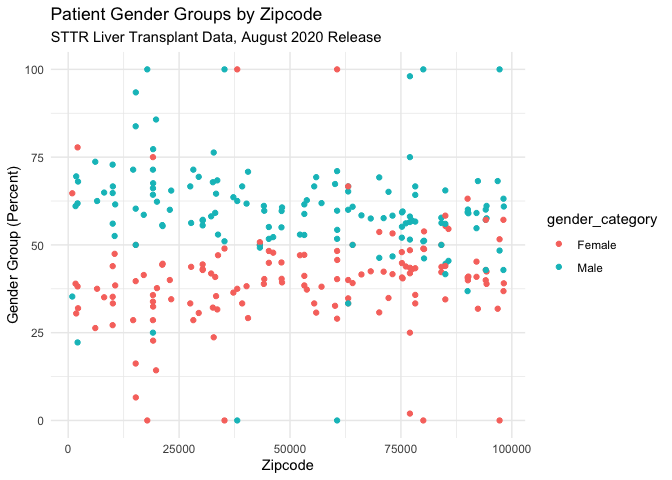 Patient Gender Groups by Zipcode
STTR Liver Transplant Data, August 2020 Release
Gender Group (Percent)
100
75
50
25
0
0
25000
50000
75000
100000
Zipcode
gender_category
Female
Male